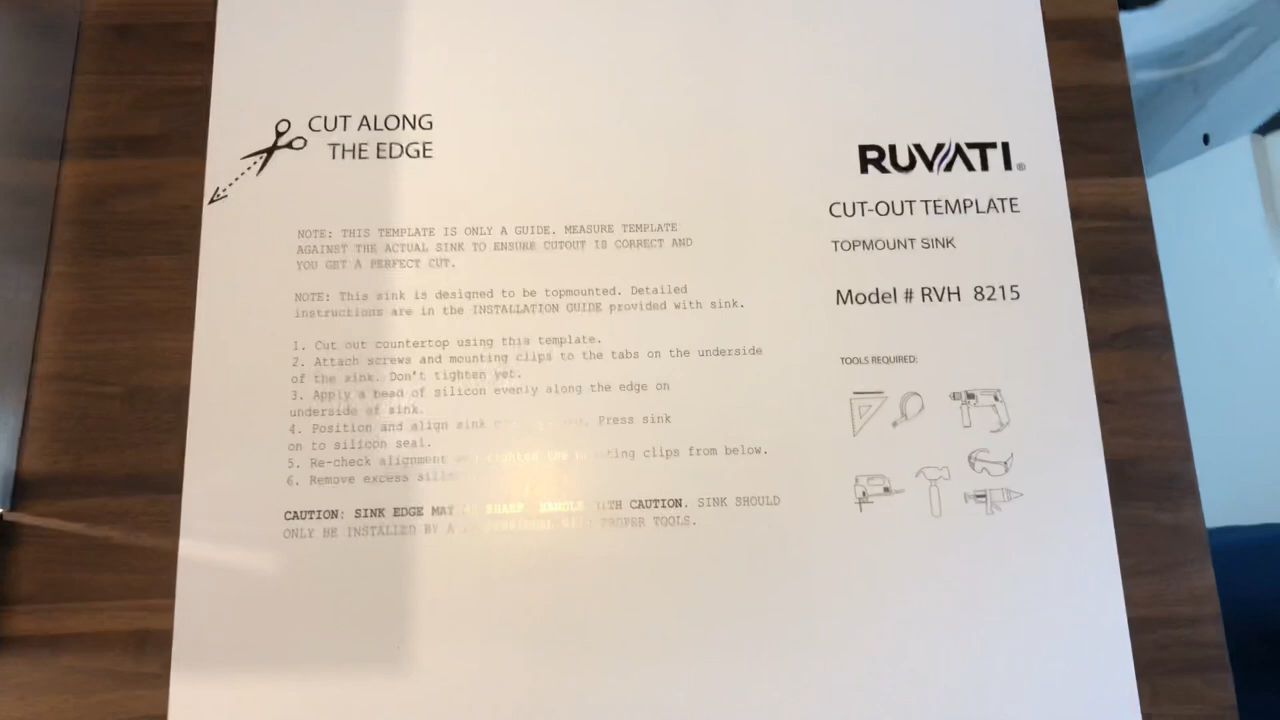 CUT ALONG
THE EDGE
RUVATI®
CUT-OUT TEMPLATE
TOPMOUNT SINK
Model # RVH 8215
NOTE: THIS TEMPLATE IS ONLY A GUIDE. MEASURE TEMPLATE
AGAINST THE ACTUAL SINK TO ENSURE CUTOUT IS CORRECT AND
YOU GET A PERFECT CUT.
NOTE: This sink is designed to be topmounted. Detailed
instructions are in the INSTALLATION GUIDE provided with sink.
1. Cut out countertop using this template.
2. Attach screws and mounting clips to the tabs on the underside
of the sink. Don't tighten yet.
3. Apply a bead of silicon evenly along the edge on
underside of sink.
4. Position and align sink Press sink
on to silicon seal.
5. Re-check alignment clips from below.
6. Remove excess
CAUTION: SINK EDGE MAY SHARP. HANDLE WITH CAUTION. SINK SHOULD
ONLY BE INSTALLED BY A TOOLS.
TOOLS REQUIRED: